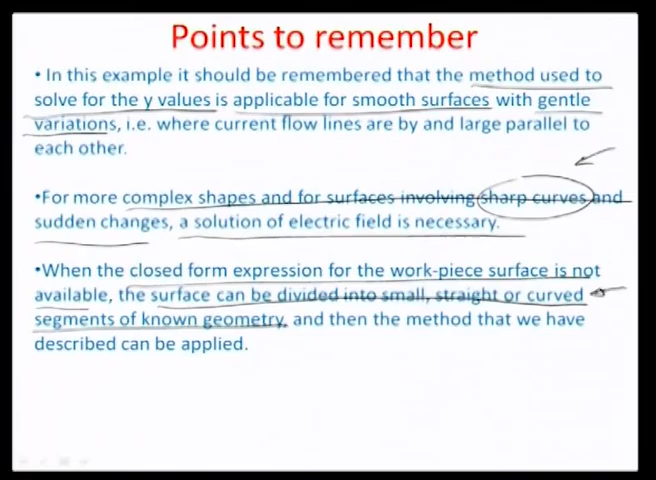 Points to remember
• In this example it should be remembered that the method used to
solve for the y values is applicable for smooth surfaces with gentle
variations, i.e. where current flow lines are by and large parallel to
each other.
•For more complex shapes and for surfaces involving sharp curves and
sudden changes, a solution of electric field is necessary.
•When the closed form expression for the work-piece surface is not
available, the surface can be divided into small, straight or curved
segments of known geometry, and then the method that we have
described can be applied.